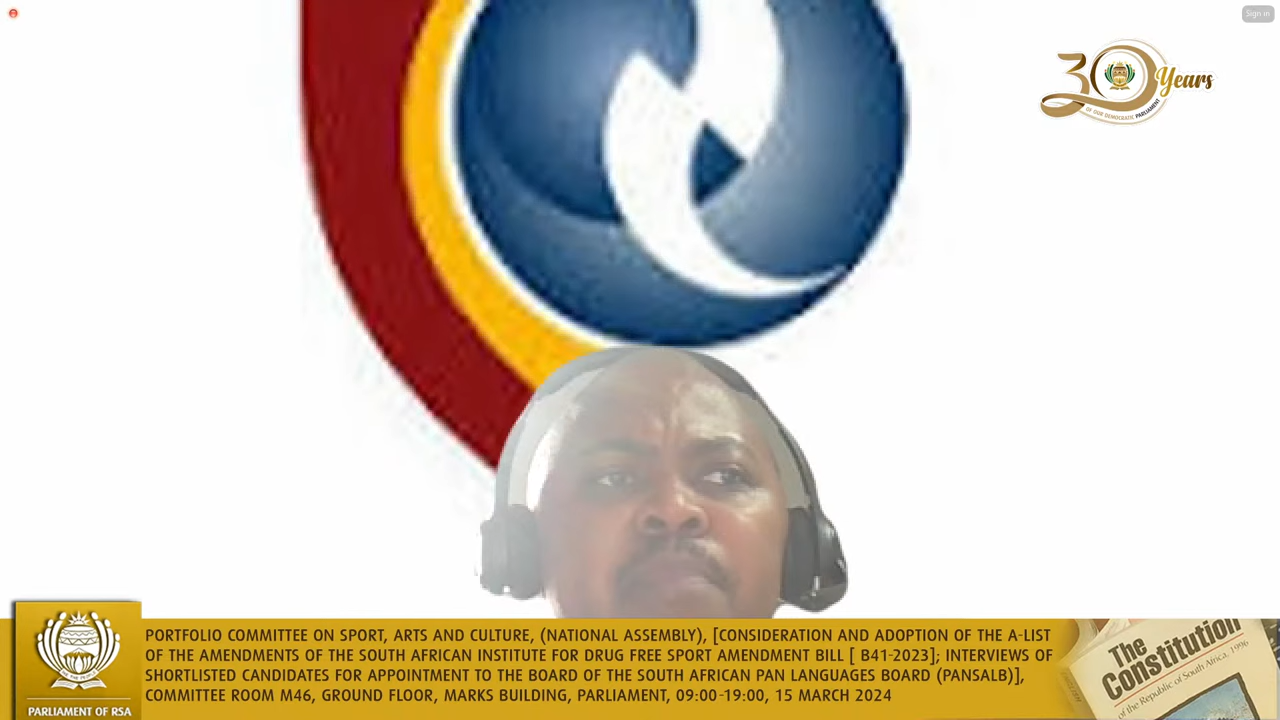 Sign in
30 Years
OF OUR DEMOCRATIC PARLIAMENT
PORTFOLIO COMMITTEE ON SPORT, ARTS AND CULTURE, (NATIONAL ASSEMBLY), [CONSIDERATION AND ADOPTION OF THE A-LIST
OF THE AMENDMENTS OF THE SOUTH AFRICAN INSTITUTE FOR DRUG FREE SPORT AMENDMENT BILL [ B41-2023]; INTERVIEWS OF
SHORTLISTED CANDIDATES FOR APPOINTMENT TO THE BOARD OF THE SOUTH AFRICAN PAN LANGUAGES BOARD (PANSALB)],
COMMITTEE ROOM M46, GROUND FLOOR, MARKS BUILDING, PARLIAMENT, 09:00-19:00, 15 MARCH 2024
PARLIAMENT OF RSA
The
Constitution
of the Republic of South Africa, 1996